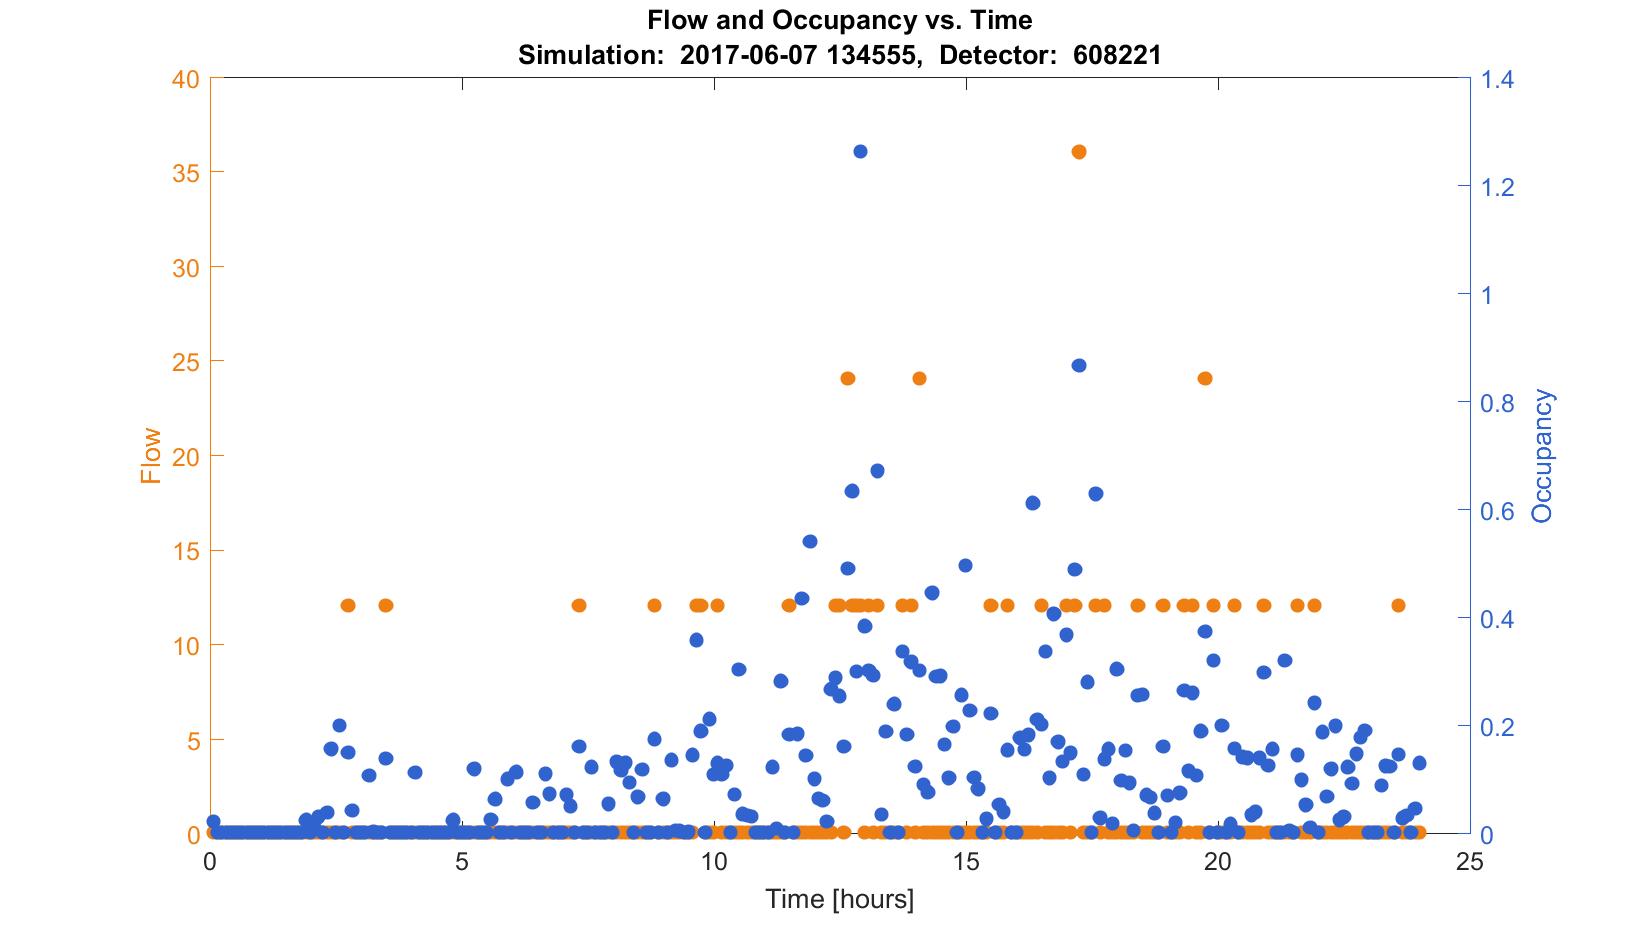 Flow and Occupancy vs. Time
Simulation:  2017-06-07 134555,  Detector:  608221
40
35
30
25
20
15
10
5
0
Flow
1.4
1.2
1
0.8
0.6
0.4
0.2
0
Occupancy
0 5 10 15 20 25
Time [hours]